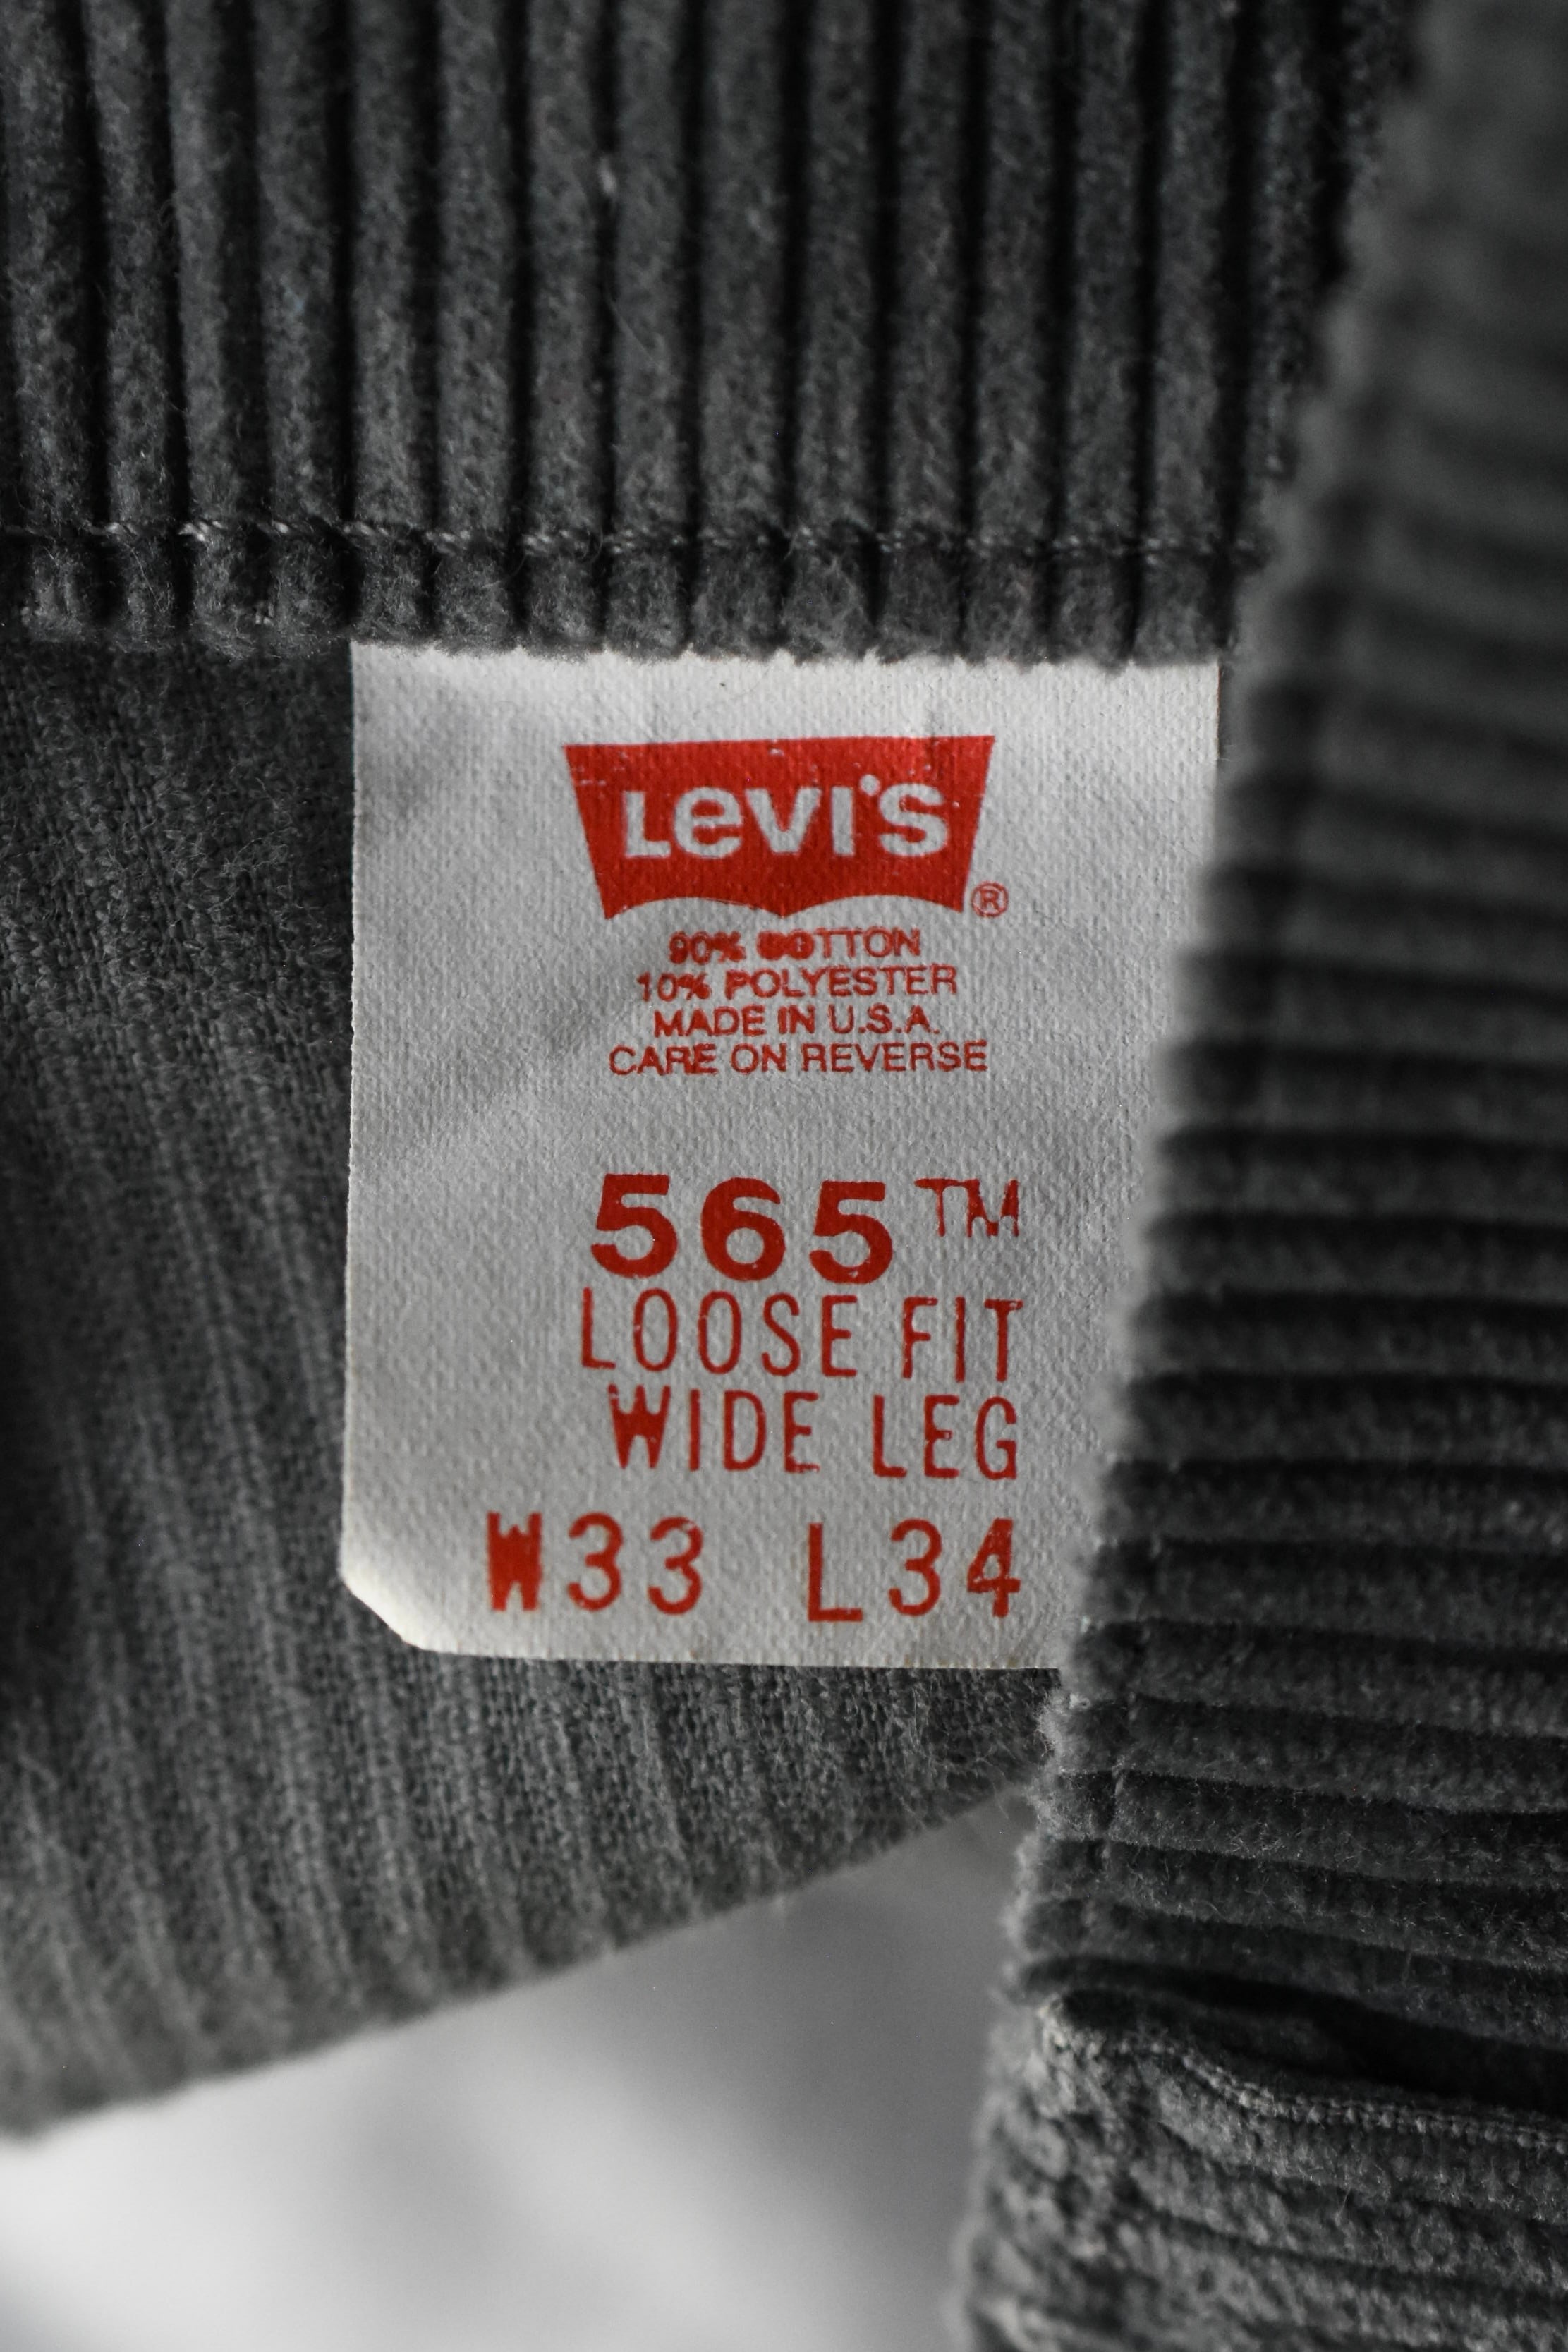 Levi's
®
90% COTTON
10% POLYESTER
MADE IN U.S.A.
CARE ON REVERSE
565™
LOOSE FIT
WIDE LEG
W33 L34